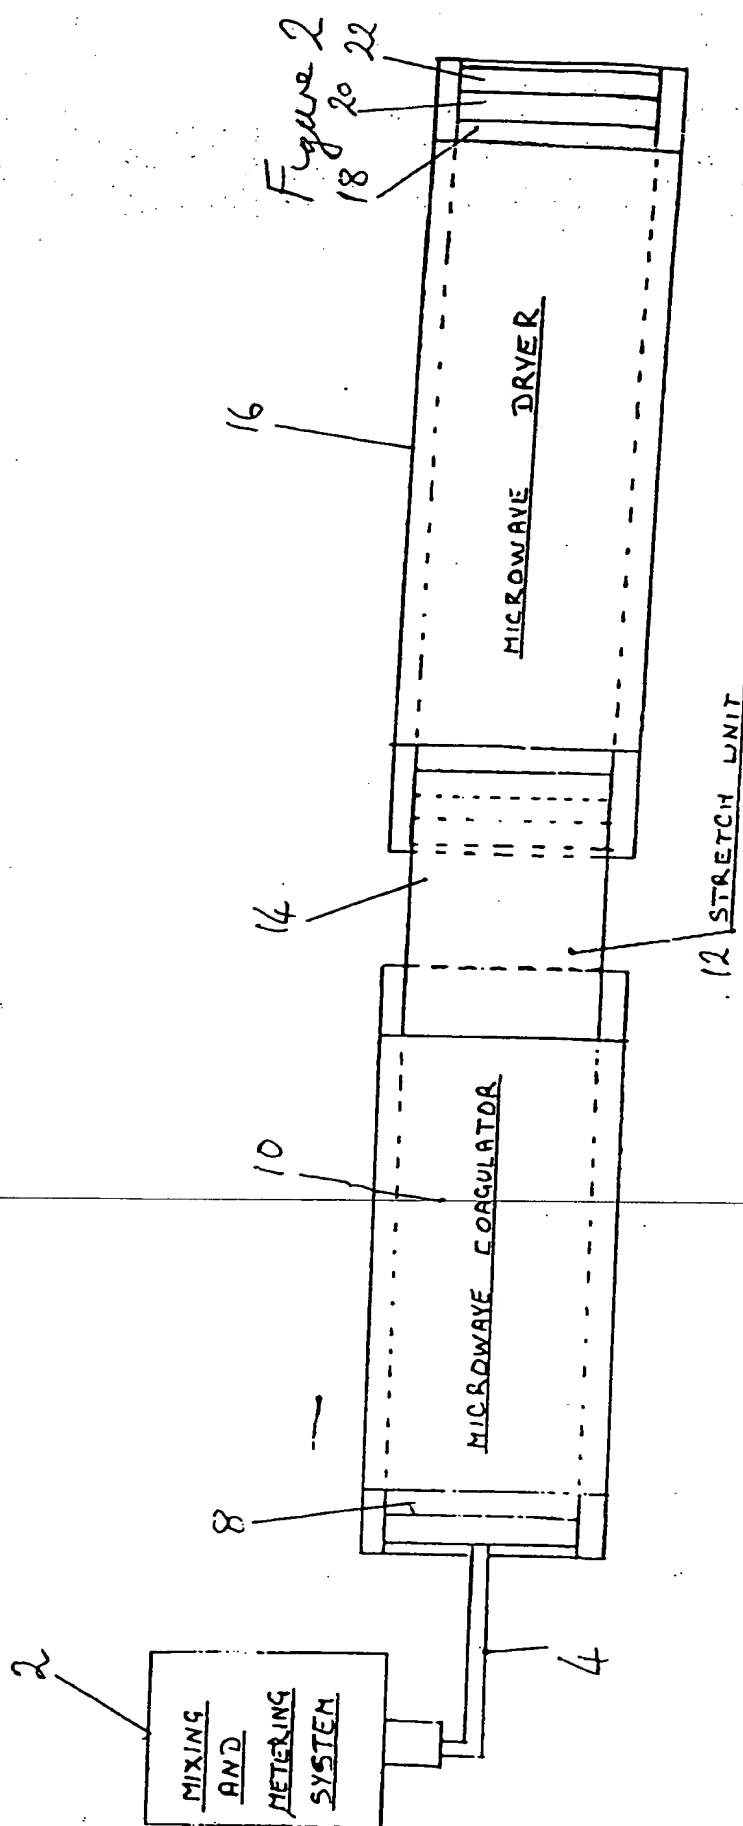 Figure 2
2
MIXING
AND
METERING
SYSTEM
4
8
10
MICROWAVE COAGULATOR
12 STRETCH UNIT
14
16
MICROWAVE DRYER
18
20
22